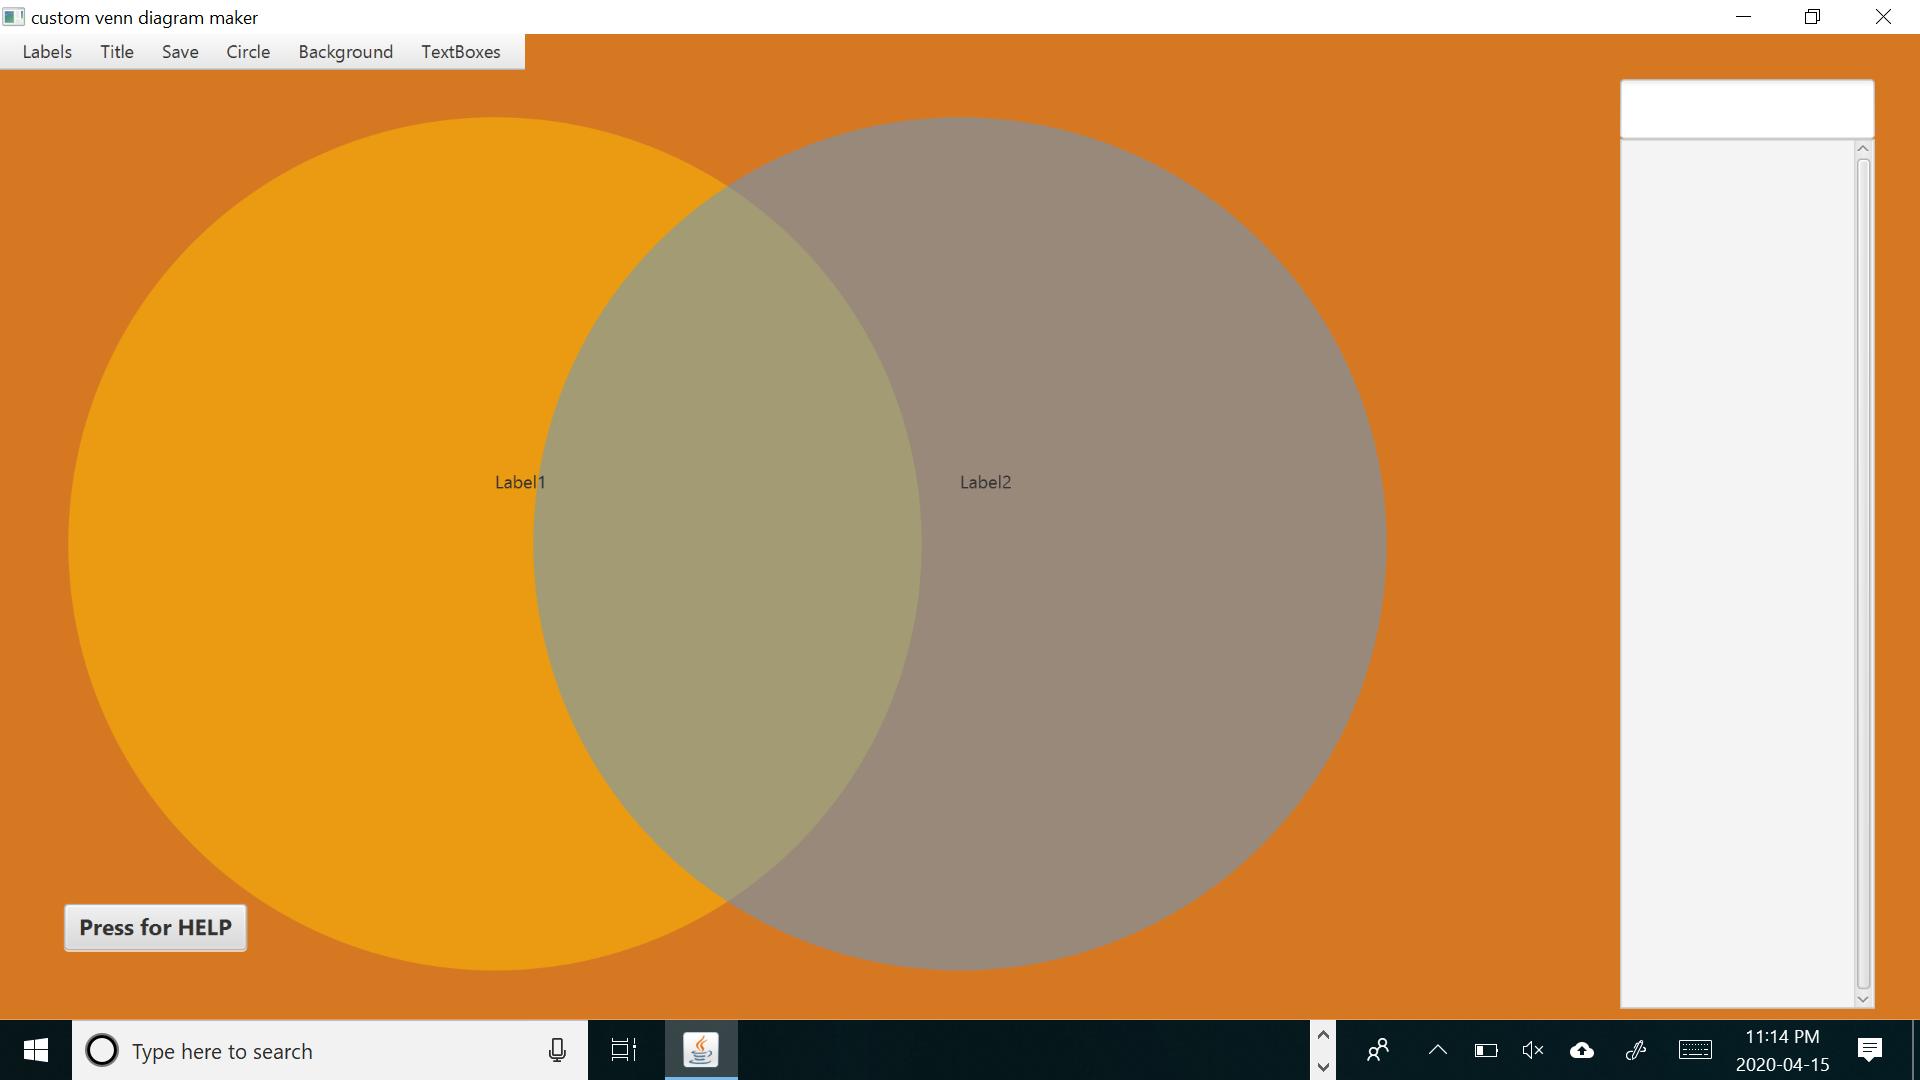 custom venn diagram maker
Labels Title Save Circle Background TextBoxes
Label1 Label2
Press for HELP
Type here to search
11:14 PM
2020-04-15